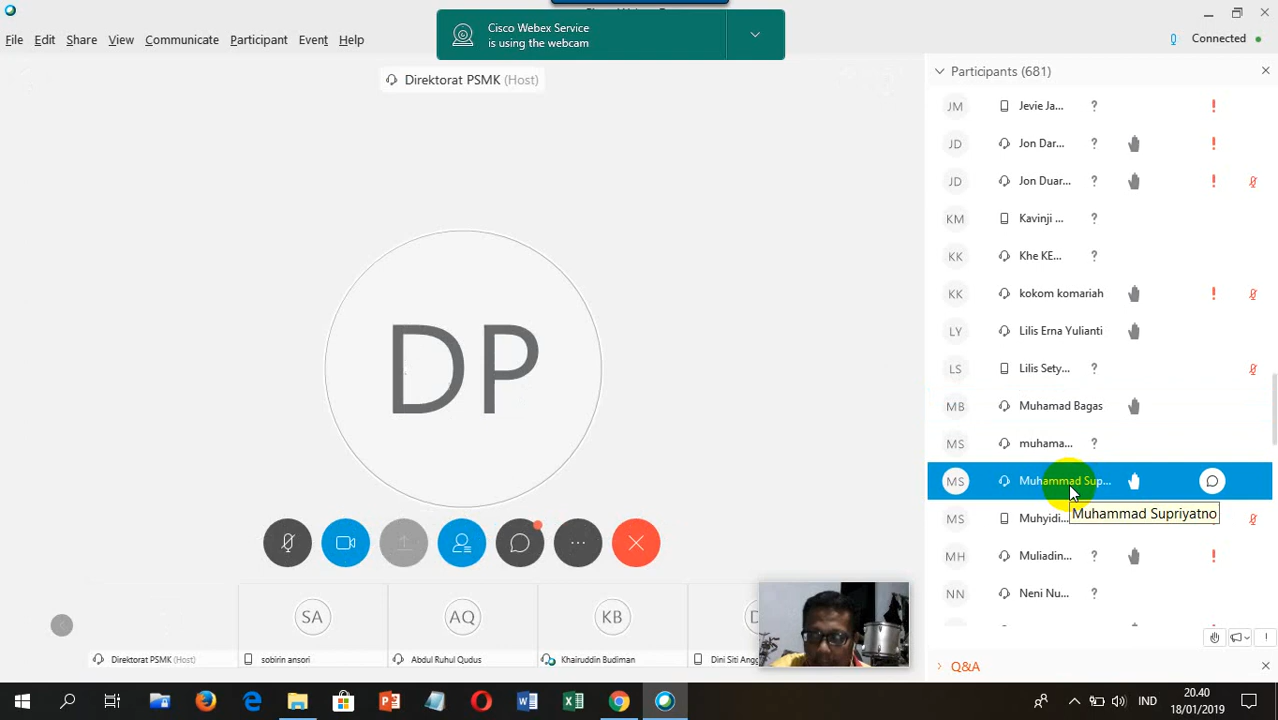 Cisco Webex Service
is using the webcam
File Edit Share View Communicate Participant Event Help
Connected
Direktorat PSMK (Host)
DP
Participants (681)
JM Jevie Ja... ?
JD Jon Dar... ?
JD Jon Duar... ?
KM Kavinji ... ?
KK Khe KE... ?
KK kokom komariah
LY Lilis Erna Yulianti
LS Lilis Sety... ?
MB Muhamad Bagas
MS muhama... ?
MS Muhammad Sup...
Muhammad Supriyatno
MS Muhyidi...
MH Muliadin... ?
NN Neni Nu... ?
SA
AQ
KB
Direktorat PSMK (Host)
sobirin ansori
Abdul Ruhul Qudus
Khairuddin Budiman
Dini Siti Ang
Q&A
IND
20.40
18/01/2019